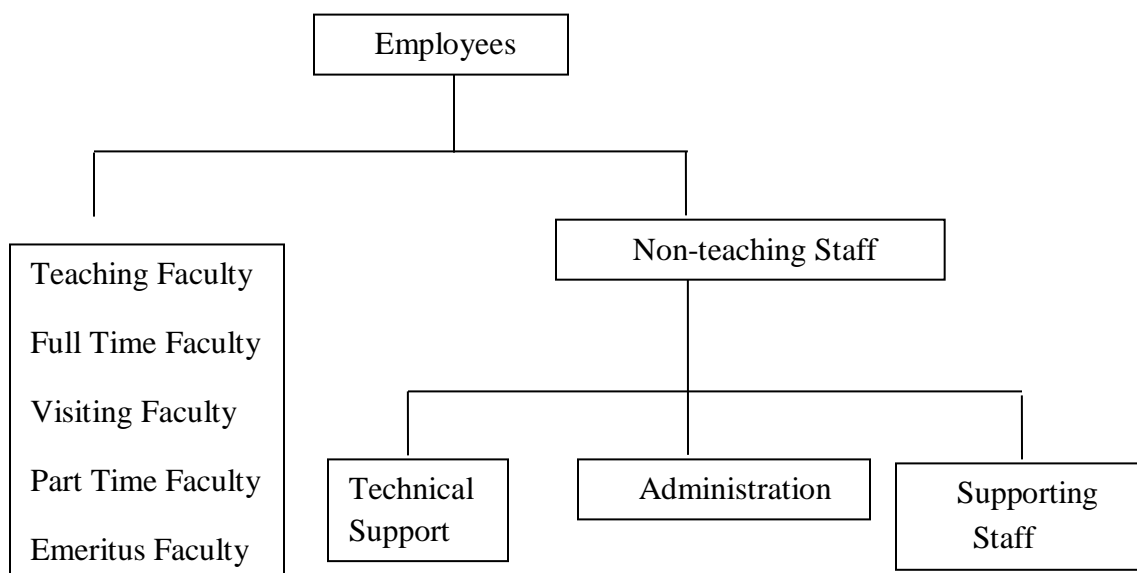 Employees
Non-teaching Staff
Teaching Faculty
Full Time Faculty
Visiting Faculty
Part Time Faculty
Emeritus Faculty
Technical
Support
Administration
Supporting
Staff